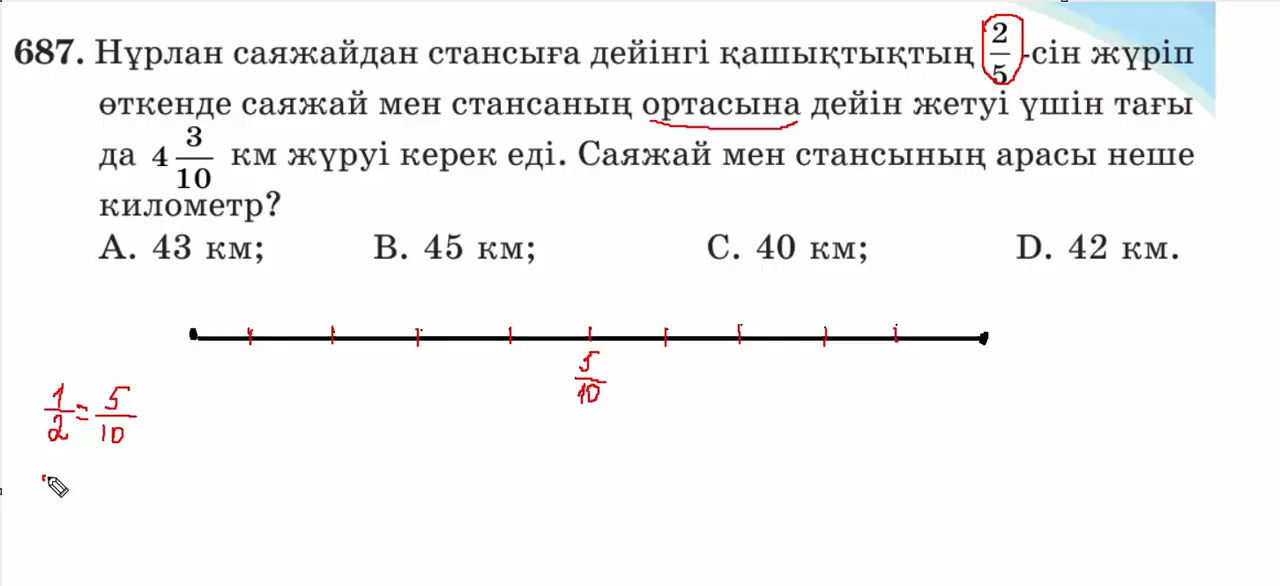 687. Нұрлан саяжайдан стансыға дейінгі қашықтықтың 2/5-сін жүріп
өткенде саяжай мен стансаның ортасына дейін жетуі үшін тағы
да 4 3/10 км жүруі керек еді. Саяжай мен стансының арасы неше
километр?
А. 43 км; В. 45 км; С. 40 км; D. 42 км.
5/10
1/2 = 5/10